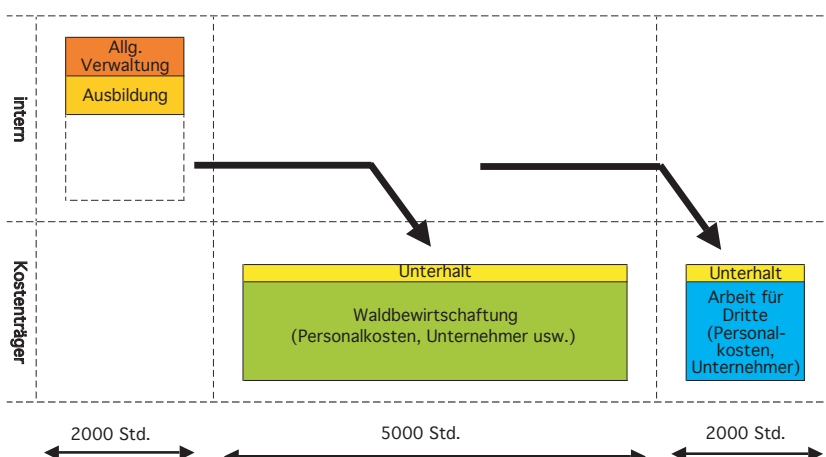 Allg.
Verwaltung
Ausbildung
intern
Kostenträger
Unterhalt
Waldbewirtschaftung
(Personalkosten, Unternehmer usw.)
Unterhalt
Arbeit für
Dritte
(Personal-
kosten,
Unternehmer)
2000 Std.
5000 Std.
2000 Std.